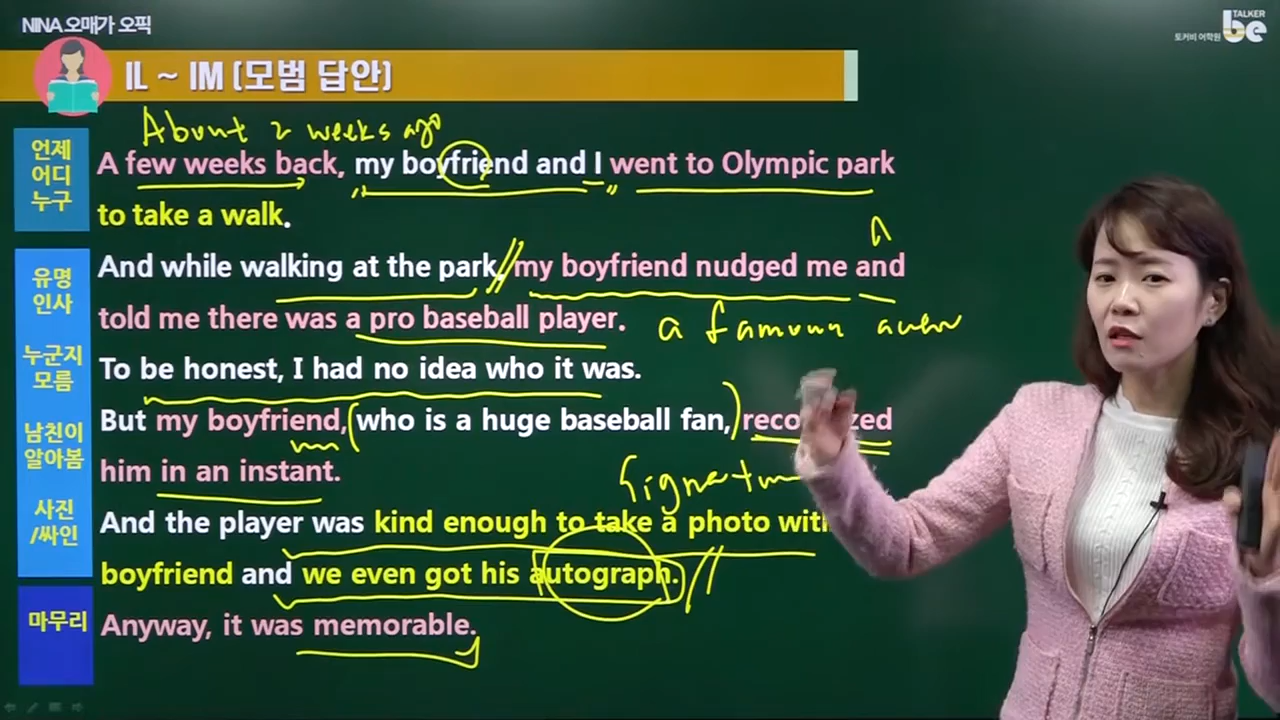 NINA 오매가 오픽
TALKER
be
토커비 어학원
IL ~ IM (모범 답안)
About 2 weeks ago
언제
어디
누구
A few weeks back, my boyfriend and I went to Olympic park
to take a walk.
유명
인사
And while walking at the park, my boyfriend nudged me and
told me there was a pro baseball player.
a famous
누군지
모름
To be honest, I had no idea who it was.
남친이
알아봄
But my boyfriend, (who is a huge baseball fan,)
him in an instant.
사진
/싸인
And the player was kind enough to take a photo
boyfriend and we even got his autograph.
마무리
Anyway, it was memorable.